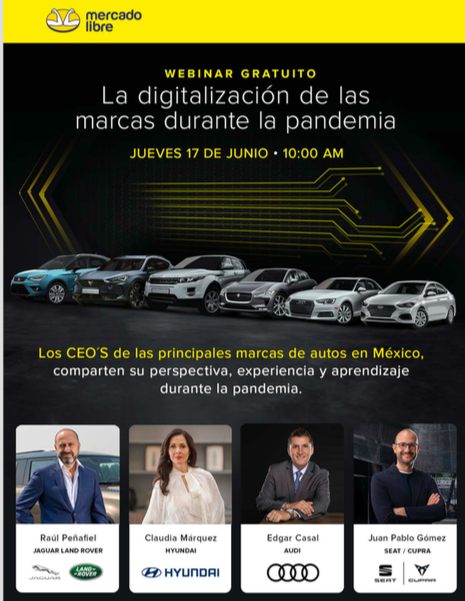 mercado
libre
WEBINAR GRATUITO
La digitalización de las
marcas durante la pandemia
JUEVES 17 DE JUNIO • 10:00 AM
Los CEO´S de las principales marcas de autos en México,
comparten su perspectiva, experiencia y aprendizaje
durante la pandemia.
Raúl Peñafiel
JAGUAR LAND ROVER
JAGUAR
LAND
ROVER
Claudia Márquez
HYUNDAI
HYUNDAI
Edgar Casal
AUDI
Juan Pablo Gómez
SEAT / CUPRA
SEAT
CUPRA